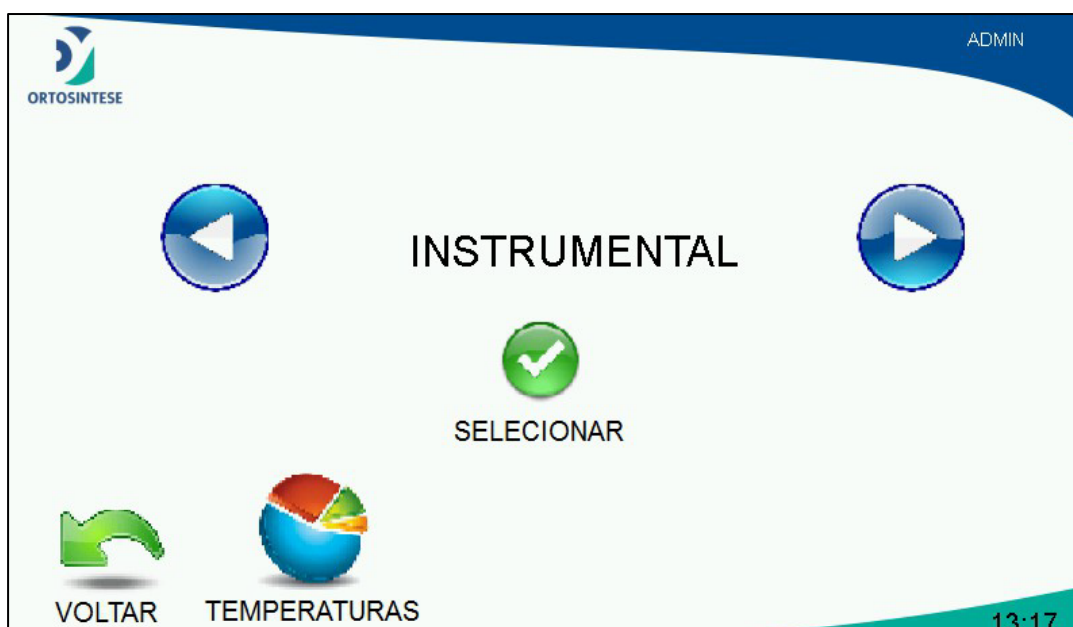 ADMIN
ORTOSINTESE
INSTRUMENTAL
SELECIONAR
VOLTAR
TEMPERATURAS
13:17